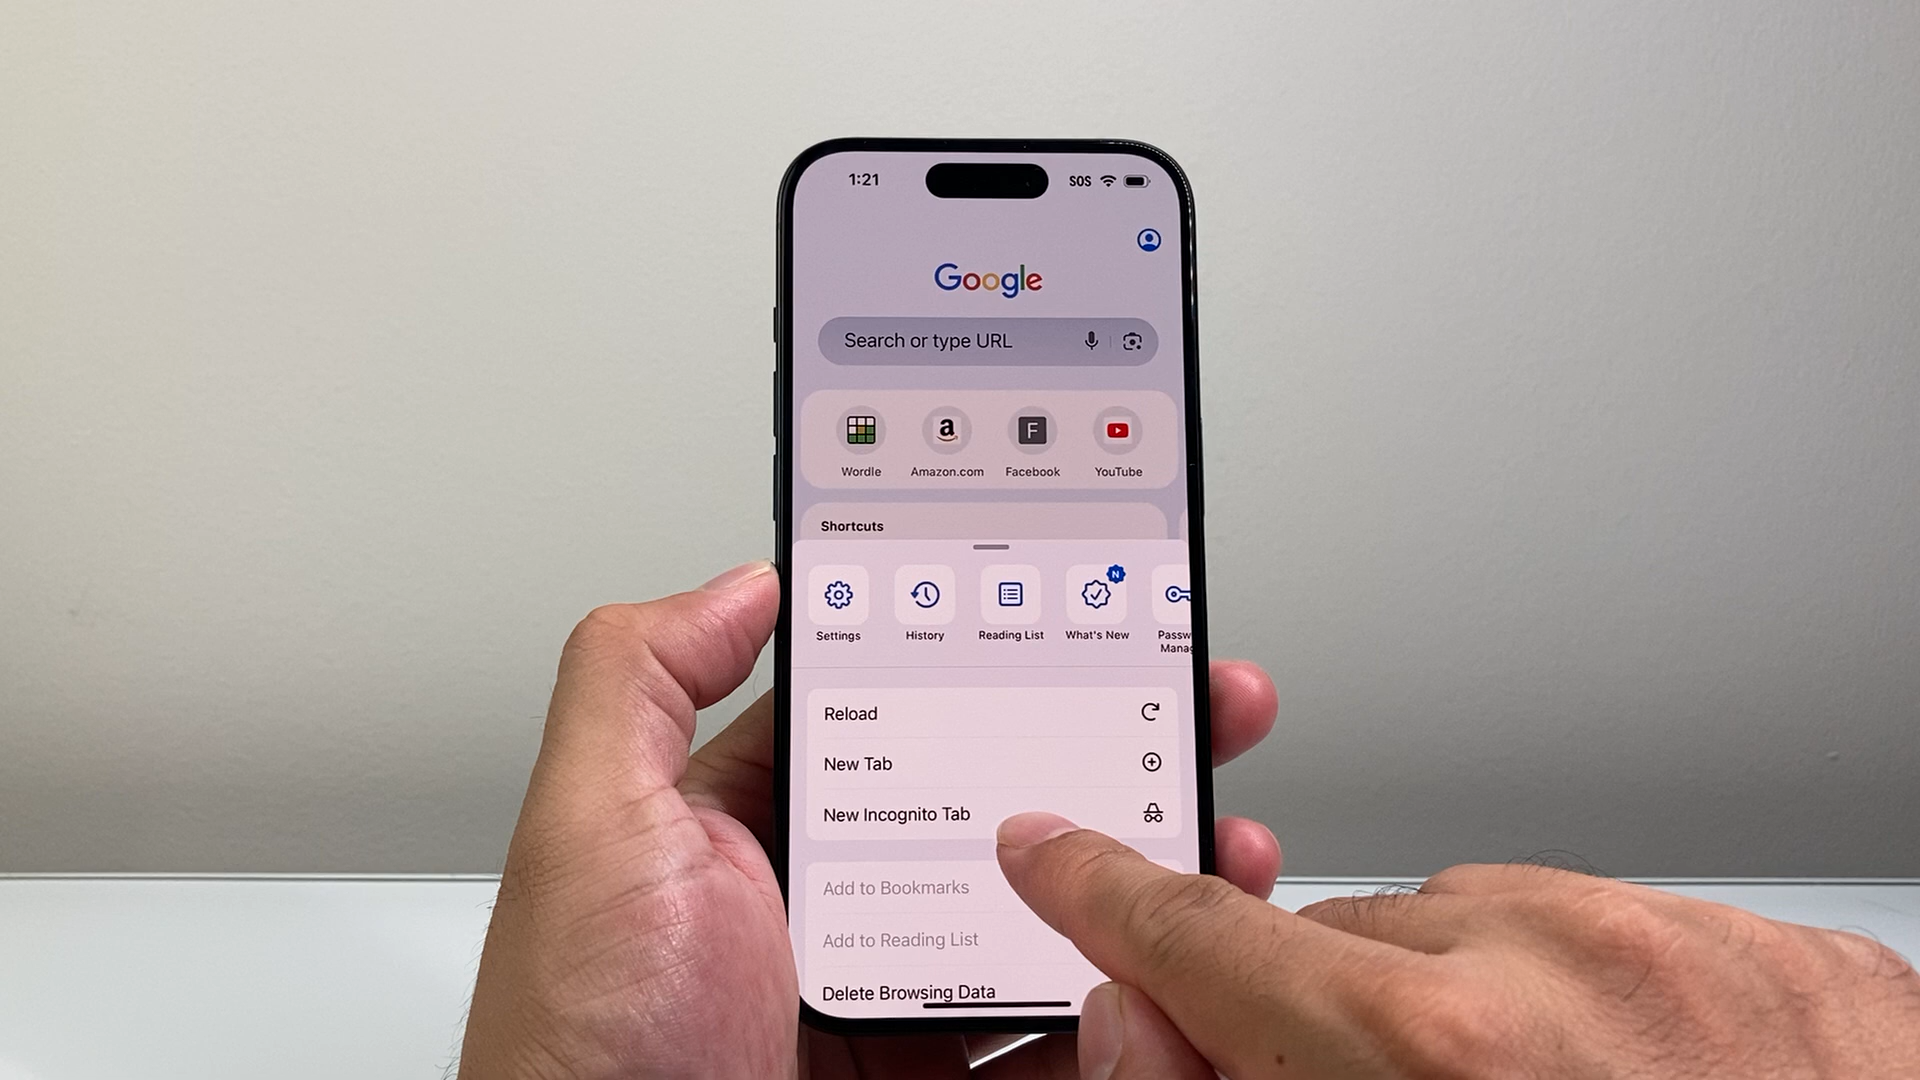 1:21 SOS
Google
Search or type URL
a F
Wordle Amazon.com Facebook YouTube
Shortcuts
N
Settings History Reading List What's New Passw
Manag
Reload
New Tab
New Incognito Tab
Add to Bookmarks
Add to Reading List
Delete Browsing Data